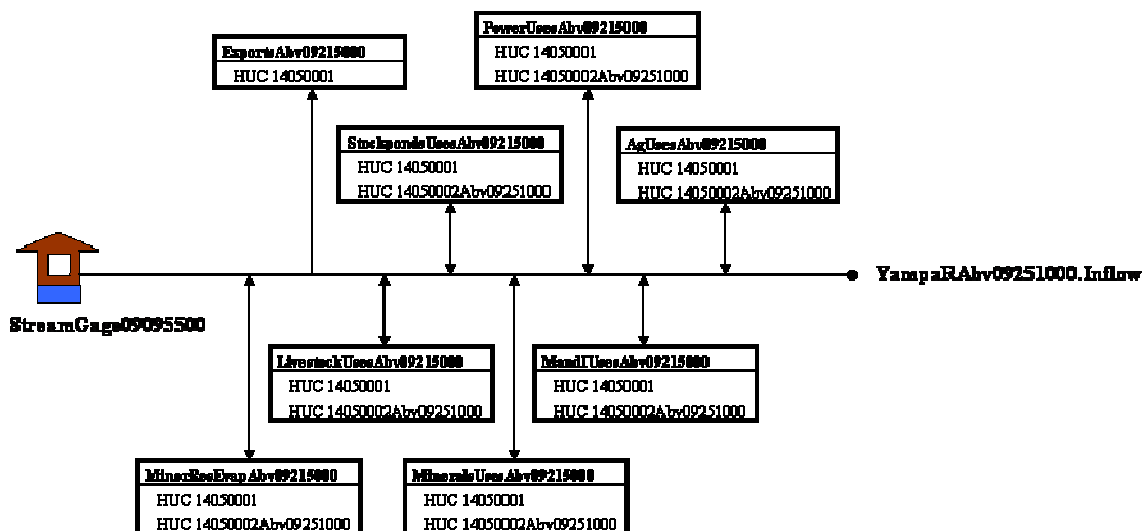 PowerUsesAbv09215000
HUC 14050001
HUC 14050002Abv09251000
ExportsAbv09215000
HUC 14050001
StockpondsUsesAbv09215000
HUC 14050001
HUC 14050002Abv09251000
AgUsesAbv09215000
HUC 14050001
HUC 14050002Abv09251000
YampaRAbv09251000.Inflow
StreamGage09095500
LivestockUsesAbv09215000
HUC 14050001
HUC 14050002Abv09251000
MandIUsesAbv09215000
HUC 14050001
HUC 14050002Abv09251000
MinorResEvapAbv09215000
HUC 14050001
HUC 14050002Abv09251000
MineralsUsesAbv09215000
HUC 14050001
HUC 14050002Abv09251000